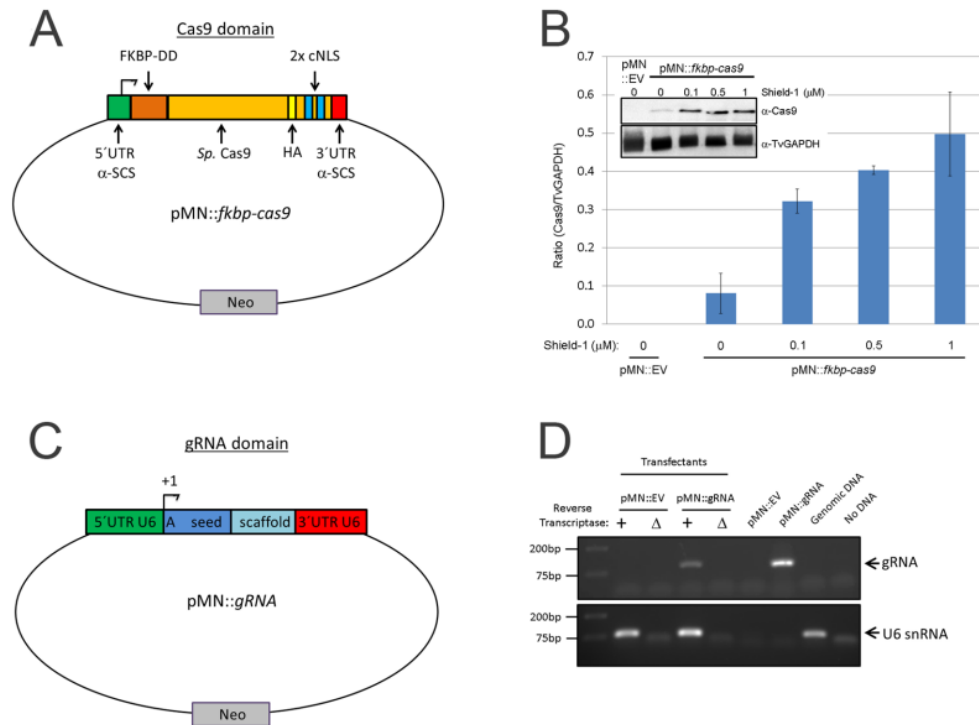 A
Cas9 domain
FKBP-DD
2x cNLS
5´UTR
α-SCS
Sp. Cas9
HA
3´UTR
α-SCS
pMN::fkbp-cas9
Neo
B
0.7
0.6
0.5
0.4
0.3
0.2
0.1
0.0
Ratio (Cas9/TvGAPDH)
pMN
::EV
pMN::fkbp-cas9
0 0 0.1 0.5 1
Shield-1 (μM)
α-Cas9
α-TvGAPDH
Shield-1 (μM): 0 0 0.1 0.5 1
pMN::EV pMN::fkbp-cas9
C
gRNA domain
+1
5´UTR U6 A seed scaffold 3´UTR U6
pMN::gRNA
Neo
D
Transfectants
pMN::EV pMN::gRNA pMN::EV pMN::gRNA Genomic DNA No DNA
Reverse
Transcriptase: + Δ + Δ
200bp
75bp
gRNA
200bp
75bp
U6 snRNA